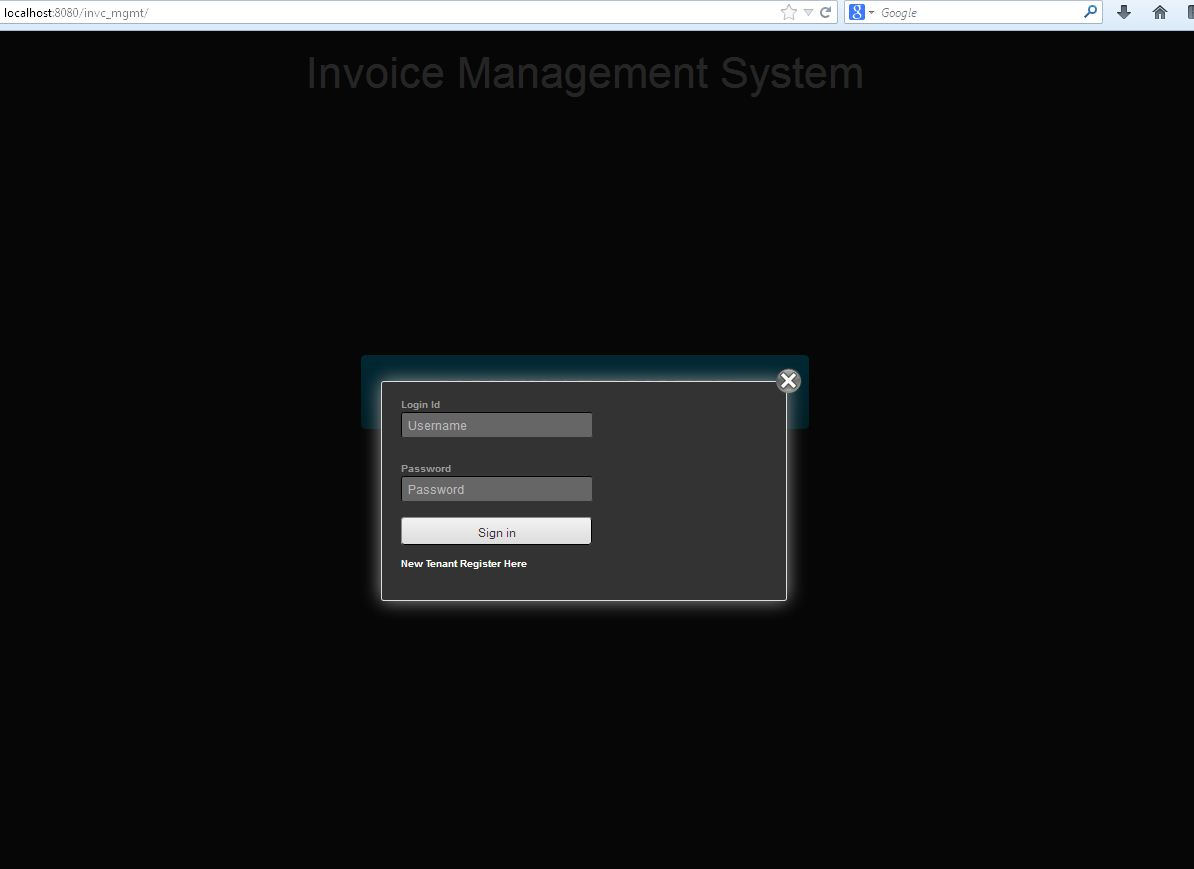 localhost:8080/invc_mgmt/
Google
Invoice Management System
Login Id
Username
Password
Password
Sign in
New Tenant Register Here